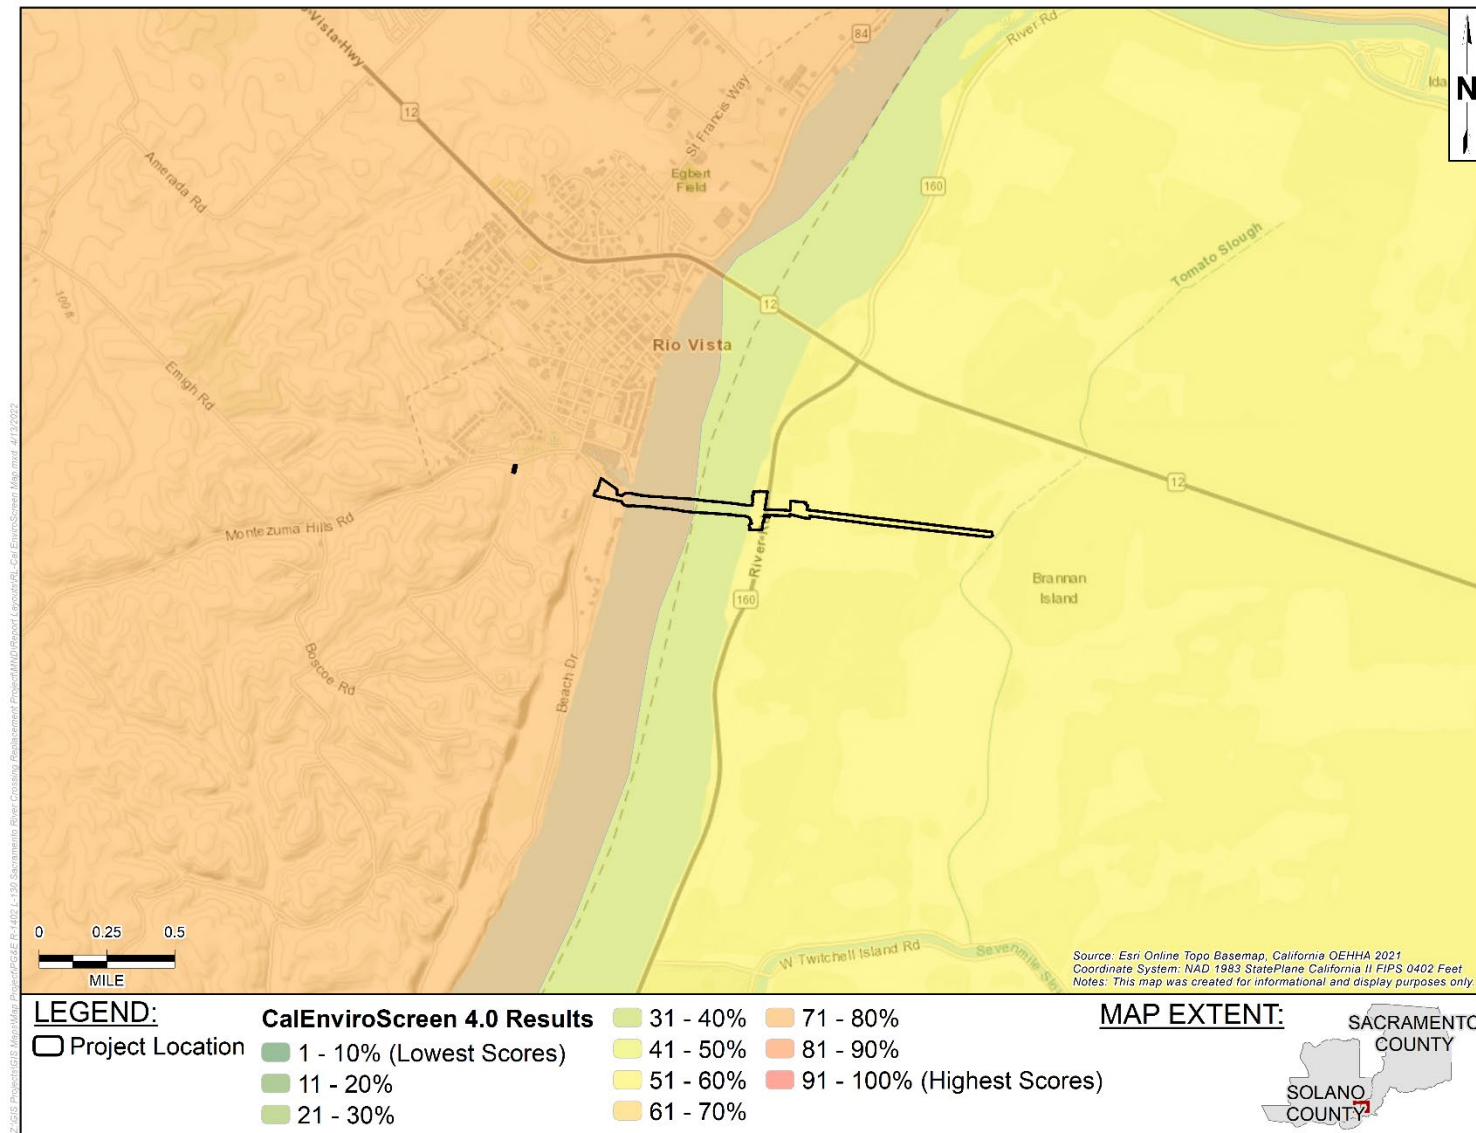 Vista Hwy
84
River Rd
Ida
N
12
St Francis Way
Amerada Rd
Egbert
Field
160
Tomato Slough
100 ft
12
Rio Vista
Emigh Rd
12
Montezuma Hills Rd
River
Brannan
Island
160
Boscoe Rd
Beach Dr
W Twitchell Island Rd
Sevenmile Slo
0 0.25 0.5
MILE
Source: Esri Online Topo Basemap, California OEHHA 2021
Coordinate System: NAD 1983 StatePlane California II FIPS 0402 Feet
Notes: This map was created for informational and display purposes only.
LEGEND:
Project Location
CalEnviroScreen 4.0 Results
1 - 10% (Lowest Scores)
11 - 20%
21 - 30%
31 - 40%
41 - 50%
51 - 60%
61 - 70%
71 - 80%
81 - 90%
91 - 100% (Highest Scores)
MAP EXTENT:
SACRAMENTO
COUNTY
SOLANO
COUNTY